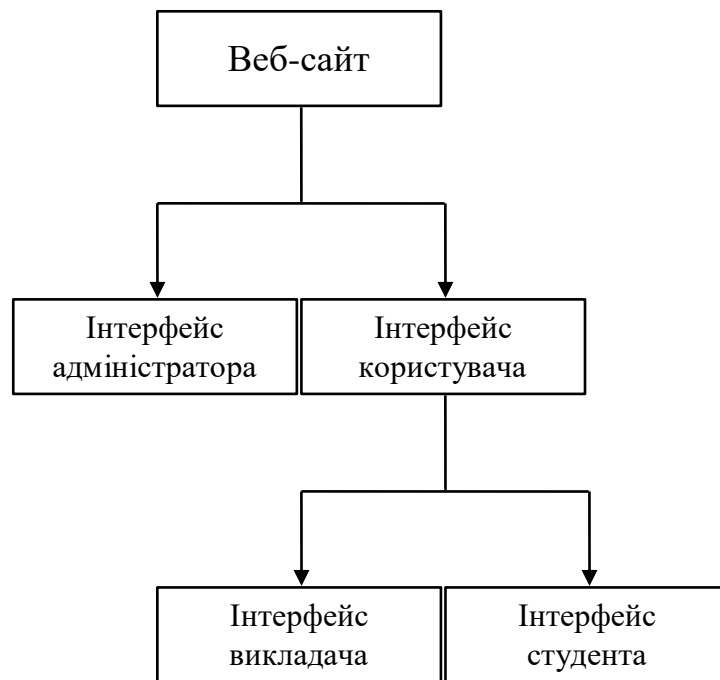 Веб-сайт
Інтерфейс
адміністратора
Інтерфейс
користувача
Інтерфейс
викладача
Інтерфейс
студента